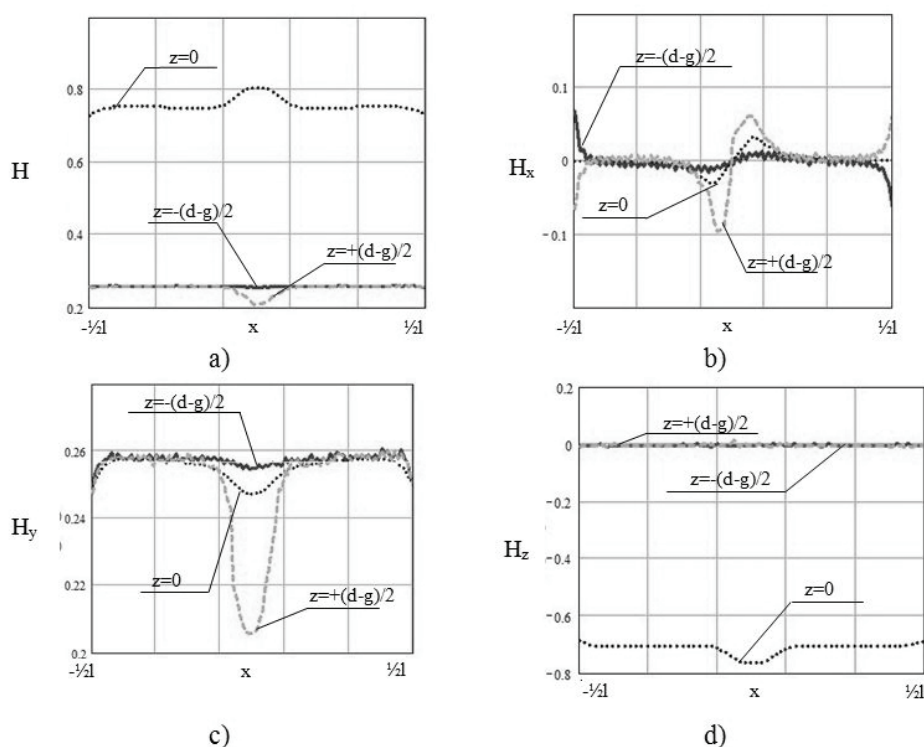 z=0
0.8
0.6
H
z=-(d-g)/2
0.4
z=+(d-g)/2
0.2
-½l
x
½l
a)
z=-(d-g)/2
0.1
Hx
0
z=0
-0.1
z=+(d-g)/2
-½l
x
½l
b)
z=-(d-g)/2
0.26
0.24
Hy
z=0
0.22
z=+(d-g)/2
0.2
-½l
x
½l
c)
0.2
z=+(d-g)/2
0
z=-(d-g)/2
-0.2
-0.4
Hz
z=0
-0.6
-0.8
-½l
x
½l
d)